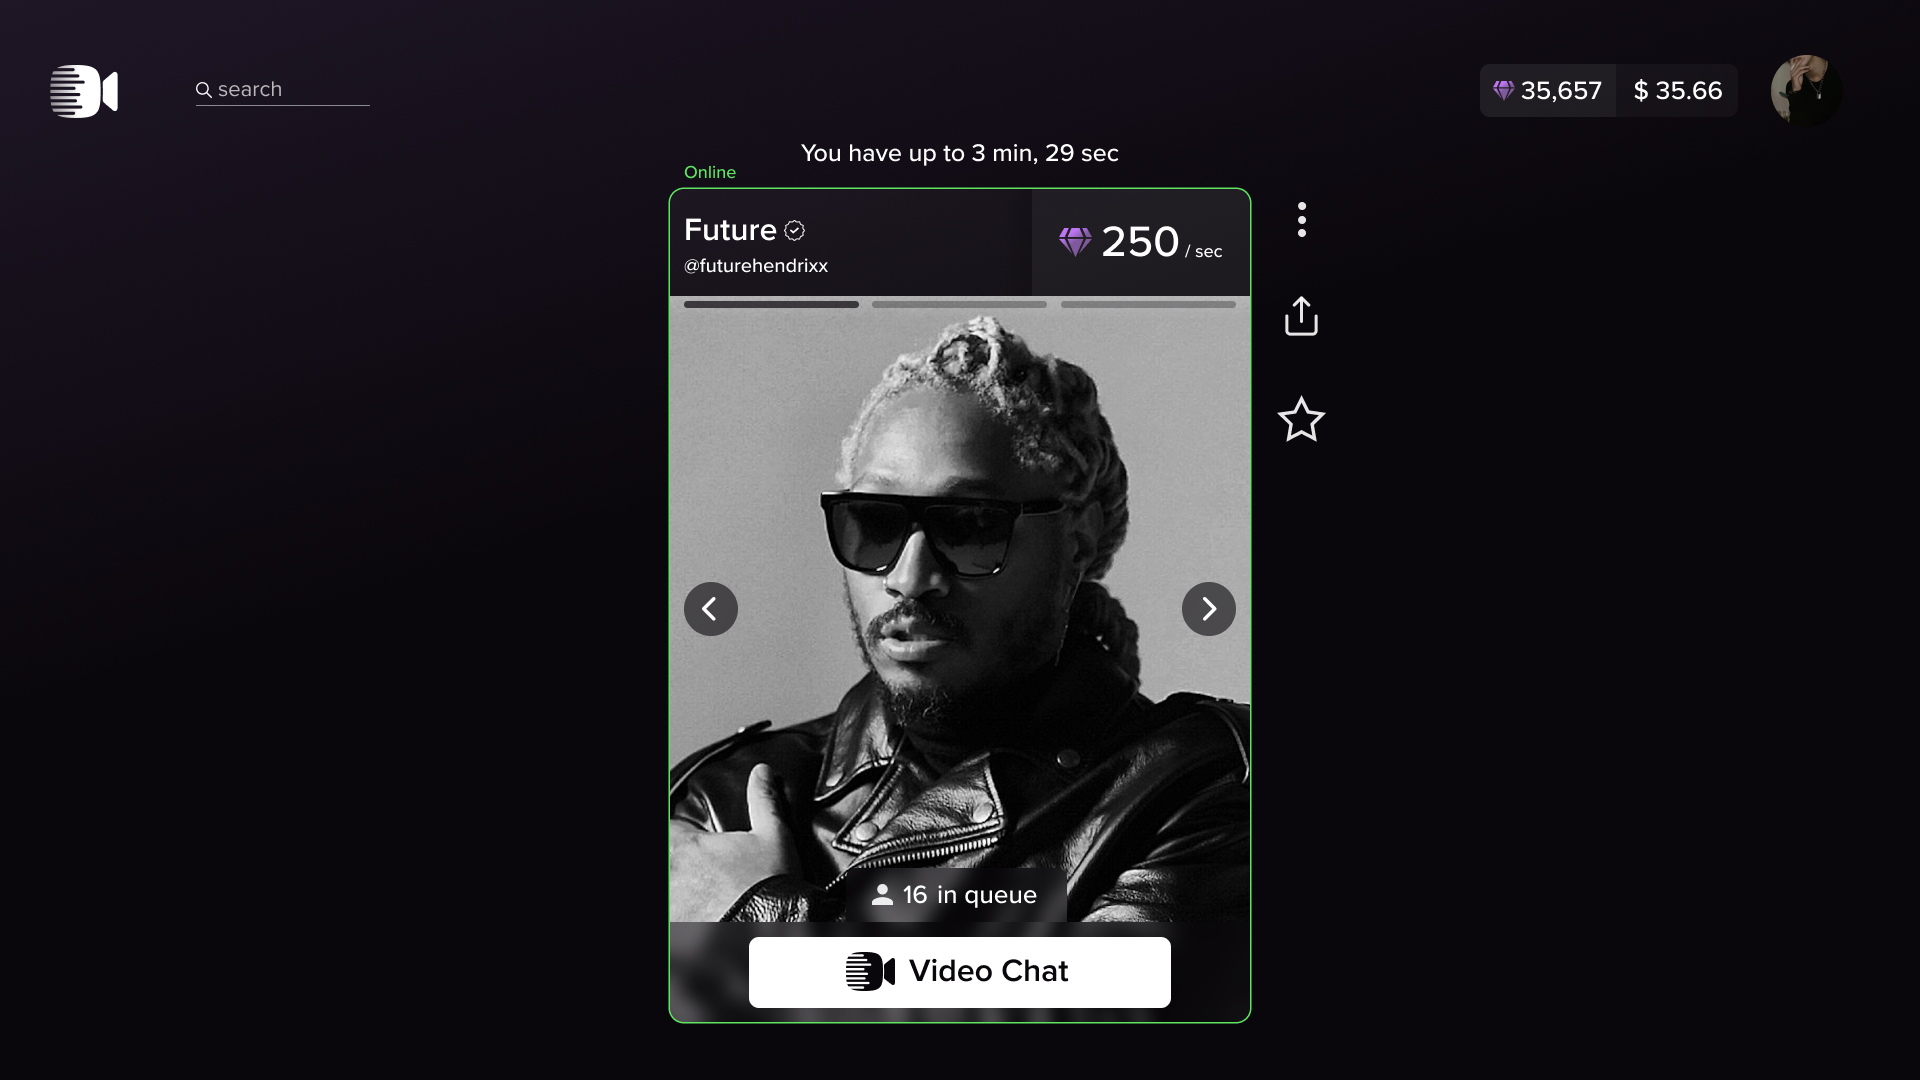 search
35,657
$ 35.66
You have up to 3 min, 29 sec
Online
Future
@futurehendrixx
250 / sec
16 in queue
Video Chat